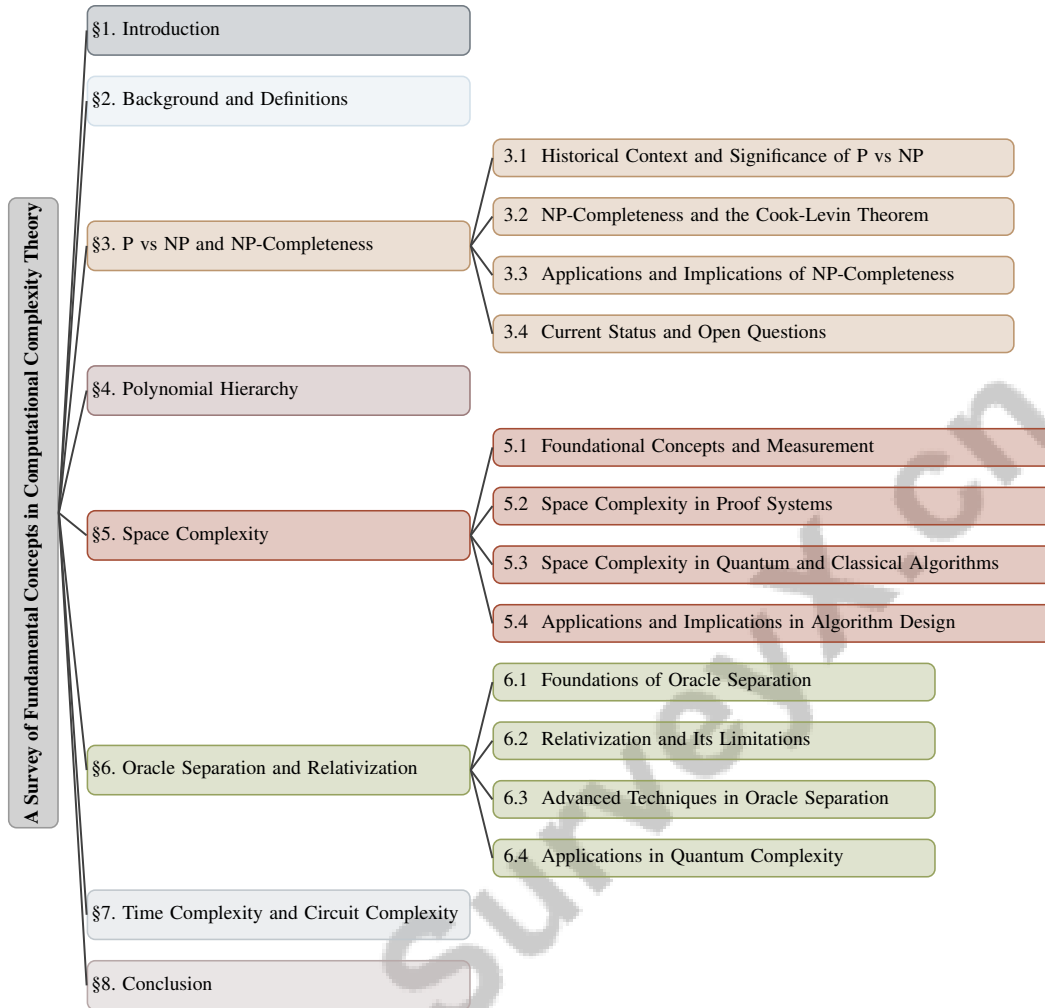 A Survey of Fundamental Concepts in Computational Complexity Theory
§1. Introduction
§2. Background and Definitions
§3. P vs NP and NP-Completeness
3.1 Historical Context and Significance of P vs NP
3.2 NP-Completeness and the Cook-Levin Theorem
3.3 Applications and Implications of NP-Completeness
3.4 Current Status and Open Questions
§4. Polynomial Hierarchy
§5. Space Complexity
5.1 Foundational Concepts and Measurement
5.2 Space Complexity in Proof Systems
5.3 Space Complexity in Quantum and Classical Algorithms
5.4 Applications and Implications in Algorithm Design
§6. Oracle Separation and Relativization
6.1 Foundations of Oracle Separation
6.2 Relativization and Its Limitations
6.3 Advanced Techniques in Oracle Separation
6.4 Applications in Quantum Complexity
§7. Time Complexity and Circuit Complexity
§8. Conclusion
SurveyX.cn